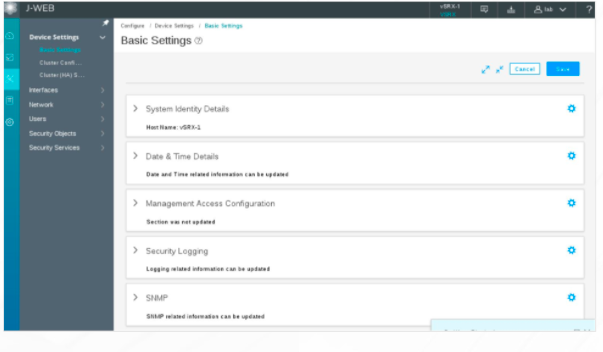 J-WEB
vSRX-1
VSRX
lab
?
Configure / Device Settings / Basic Settings
Basic Settings ?
Device Settings
Basic Settings
Cluster Confi...
Cluster (HA) S...
Interfaces
Network
Users
Security Objects
Security Services
Cancel
Save
System Identity Details
Host Name: vSRX-1
Date & Time Details
Date and Time related information can be updated
Management Access Configuration
Section was not updated
Security Logging
Logging related information can be updated
SNMP
SNMP related information can be updated